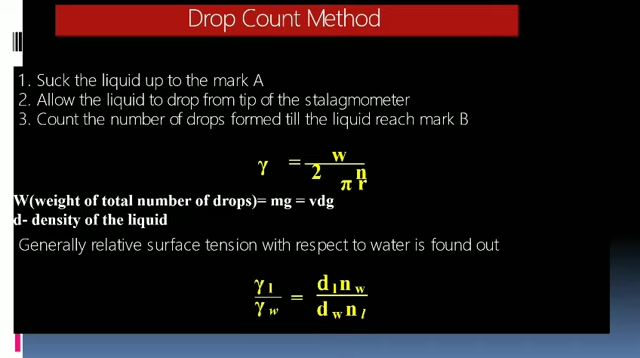 Drop Count Method
1. Suck the liquid up to the mark A
2. Allow the liquid to drop from tip of the stalagmometer
3. Count the number of drops formed till the liquid reach mark B
γ = w / 2 π n r
W(weight of total number of drops)= mg = vdg
d- density of the liquid
Generally relative surface tension with respect to water is found out
γ l / γ w = d l n w / d w n l